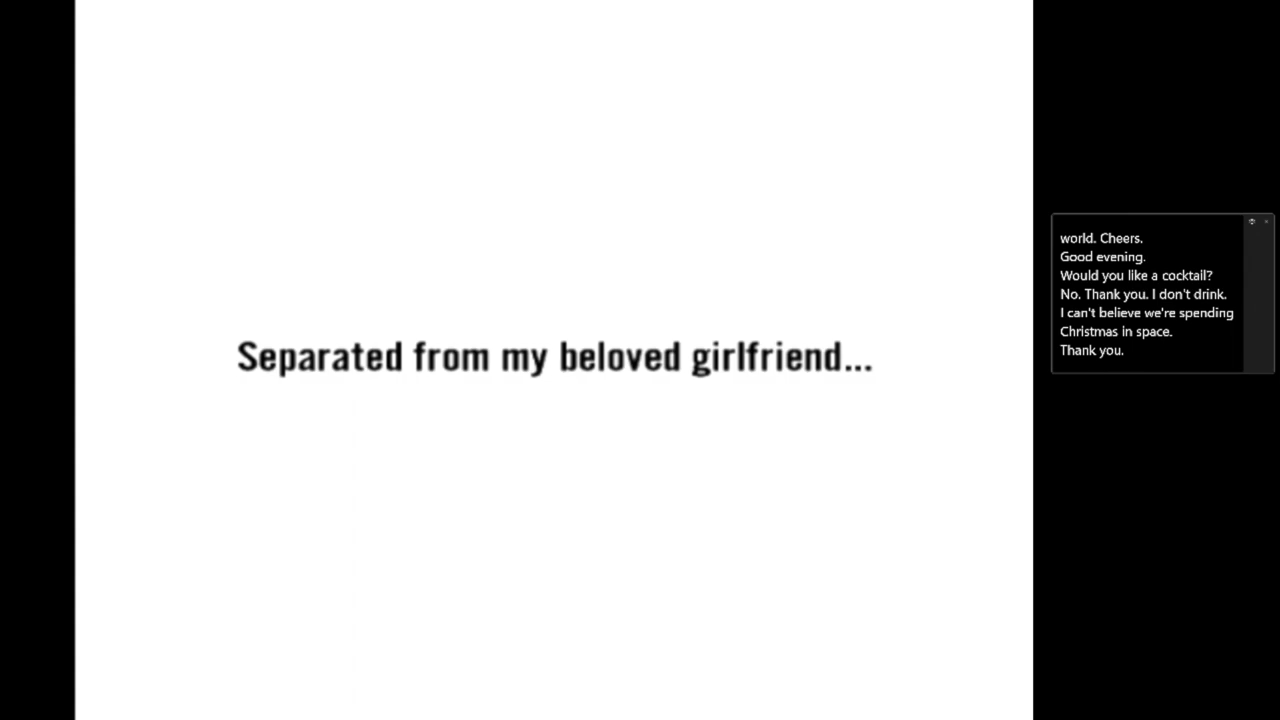 Separated from my beloved girlfriend...
world. Cheers.
Good evening.
Would you like a cocktail?
No. Thank you. I don't drink.
I can't believe we're spending
Christmas in space.
Thank you.